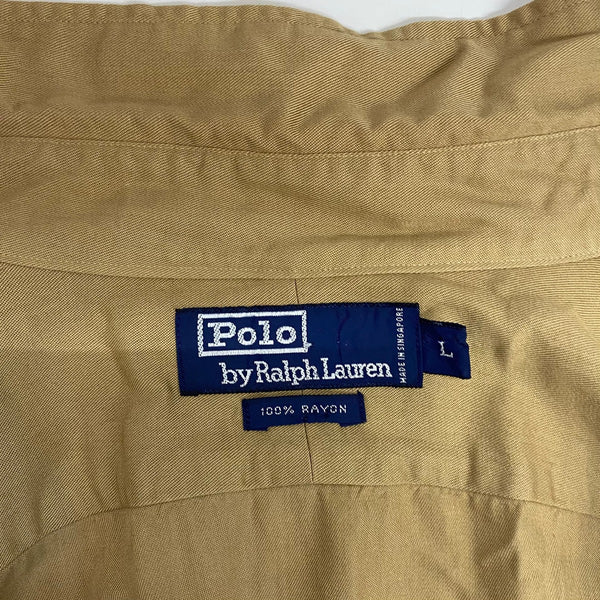 Polo
by Ralph Lauren
MADE IN SINGAPORE
L
100% RAYON